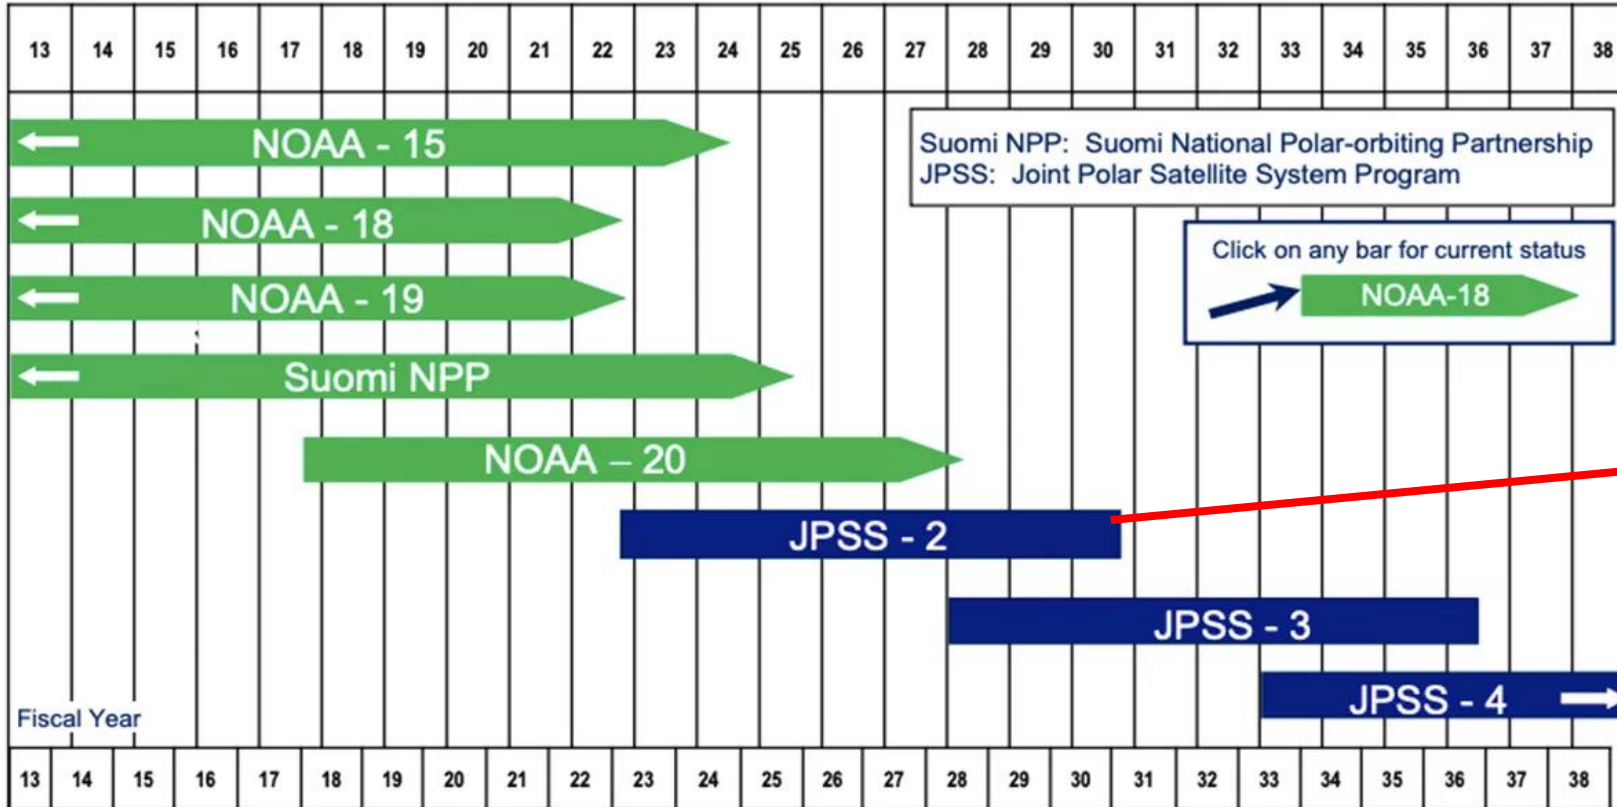 13 14 15 16 17 18 19 20 21 22 23 24 25 26 27 28 29 30 31 32 33 34 35 36 37 38
NOAA - 15
Suomi NPP: Suomi National Polar-orbiting Partnership
JPSS: Joint Polar Satellite System Program
NOAA - 18
Click on any bar for current status
NOAA-18
NOAA - 19
Suomi NPP
NOAA – 20
JPSS - 2
JPSS - 3
JPSS - 4
Fiscal Year
13 14 15 16 17 18 19 20 21 22 23 24 25 26 27 28 29 30 31 32 33 34 35 36 37 38